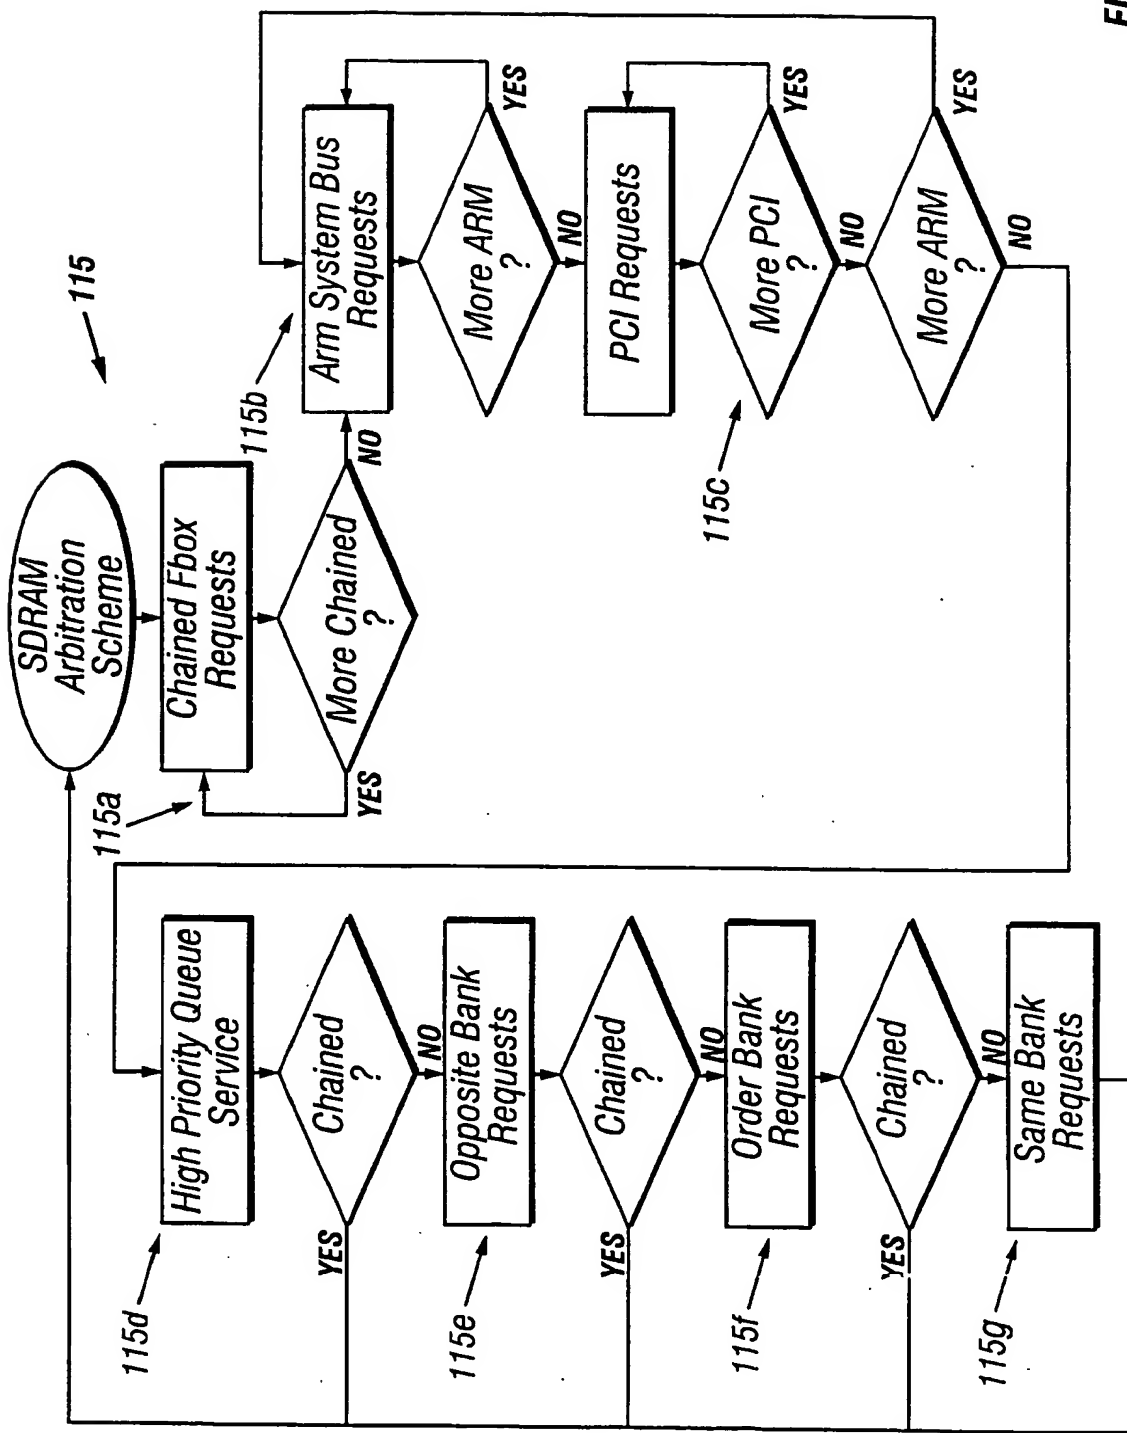 SDRAM
Arbitration
Scheme
115
Chained Fbox
Requests
115a
More Chained
?
YES
NO
115b
Arm System Bus
Requests
More ARM
?
YES
NO
PCI Requests
115c
More PCI
?
YES
NO
More ARM
?
YES
NO
115d
High Priority Queue
Service
Chained
?
YES
NO
115e
Opposite Bank
Requests
Chained
?
YES
NO
115f
Order Bank
Requests
Chained
?
YES
NO
115g
Same Bank
Requests